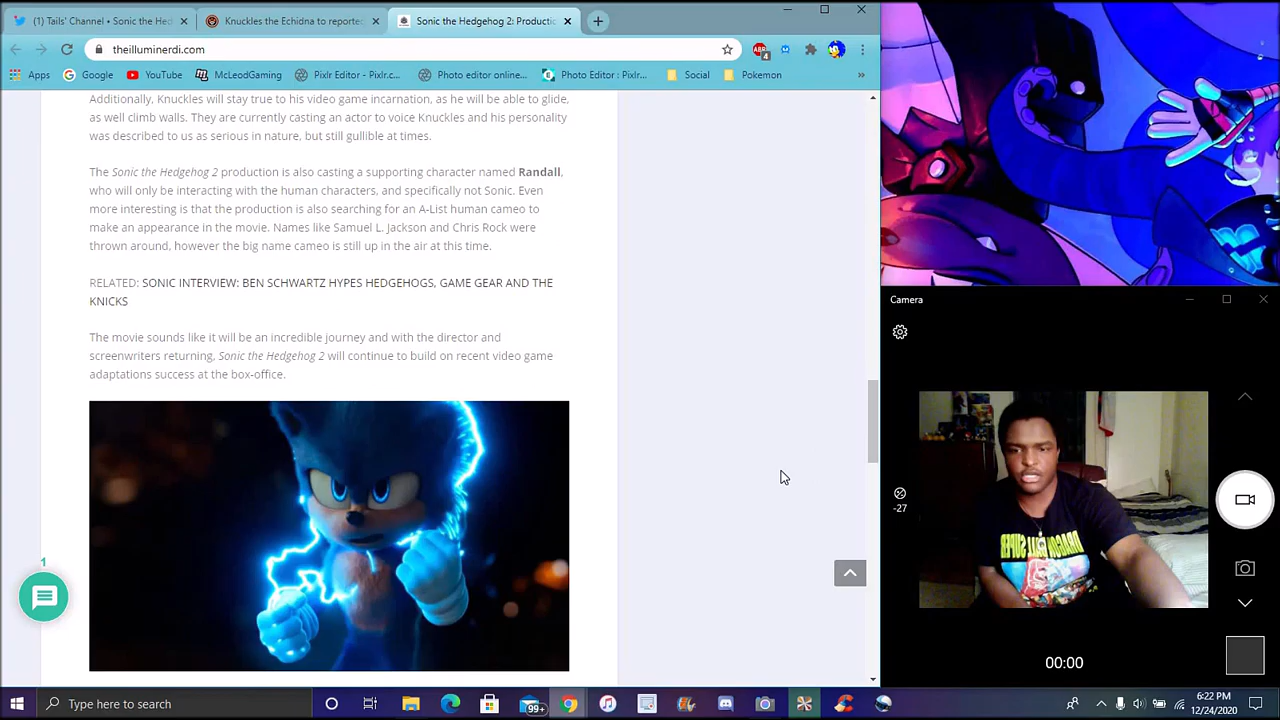 (1) Tails' Channel • Sonic the Hed
Knuckles the Echidna to reported
Sonic the Hedgehog 2: Productio
theilluminerdi.com
ABP
4
Apps
Google
YouTube
McLeodGaming
Pixlr Editor - Pixlr.c...
Photo editor online...
Photo Editor : Pixlr...
Social
Pokemon
»
Additionally, Knuckles will stay true to his video game incarnation, as he will be able to glide,
as well climb walls. They are currently casting an actor to voice Knuckles and his personality
was described to us as serious in nature, but still gullible at times.
The Sonic the Hedgehog 2 production is also casting a supporting character named Randall,
who will only be interacting with the human characters, and specifically not Sonic. Even
more interesting is that the production is also searching for an A-List human cameo to
make an appearance in the movie. Names like Samuel L. Jackson and Chris Rock were
thrown around, however the big name cameo is still up in the air at this time.
RELATED: SONIC INTERVIEW: BEN SCHWARTZ HYPES HEDGEHOGS, GAME GEAR AND THE
KNICKS
The movie sounds like it will be an incredible journey and with the director and
screenwriters returning, Sonic the Hedgehog 2 will continue to build on recent video game
adaptations success at the box-office.
1
Camera
-27
DRAGON BALL SUPER
00:00
Type here to search
99+
6:22 PM
12/24/2020